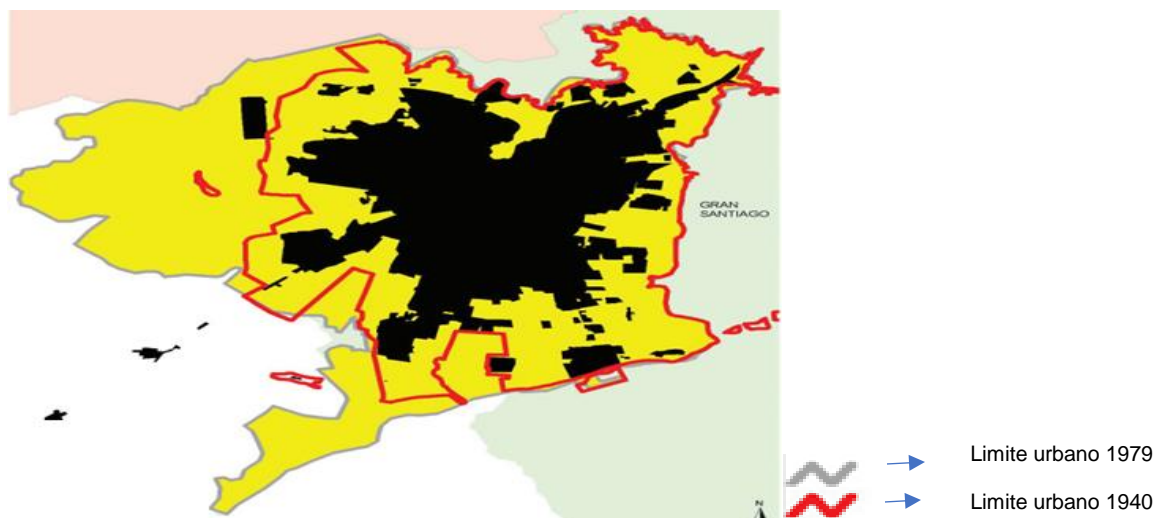 GRAN
SANTIAGO
N
Limite urbano 1979
Limite urbano 1940